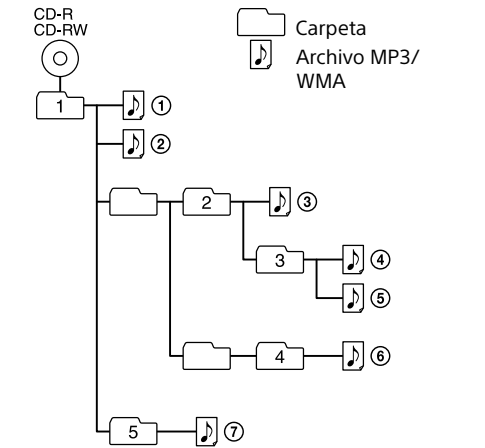 CD-R
CD-RW
Carpeta
Archivo MP3/
WMA
1
①
②
2
③
3
④
⑤
4
⑥
5
⑦